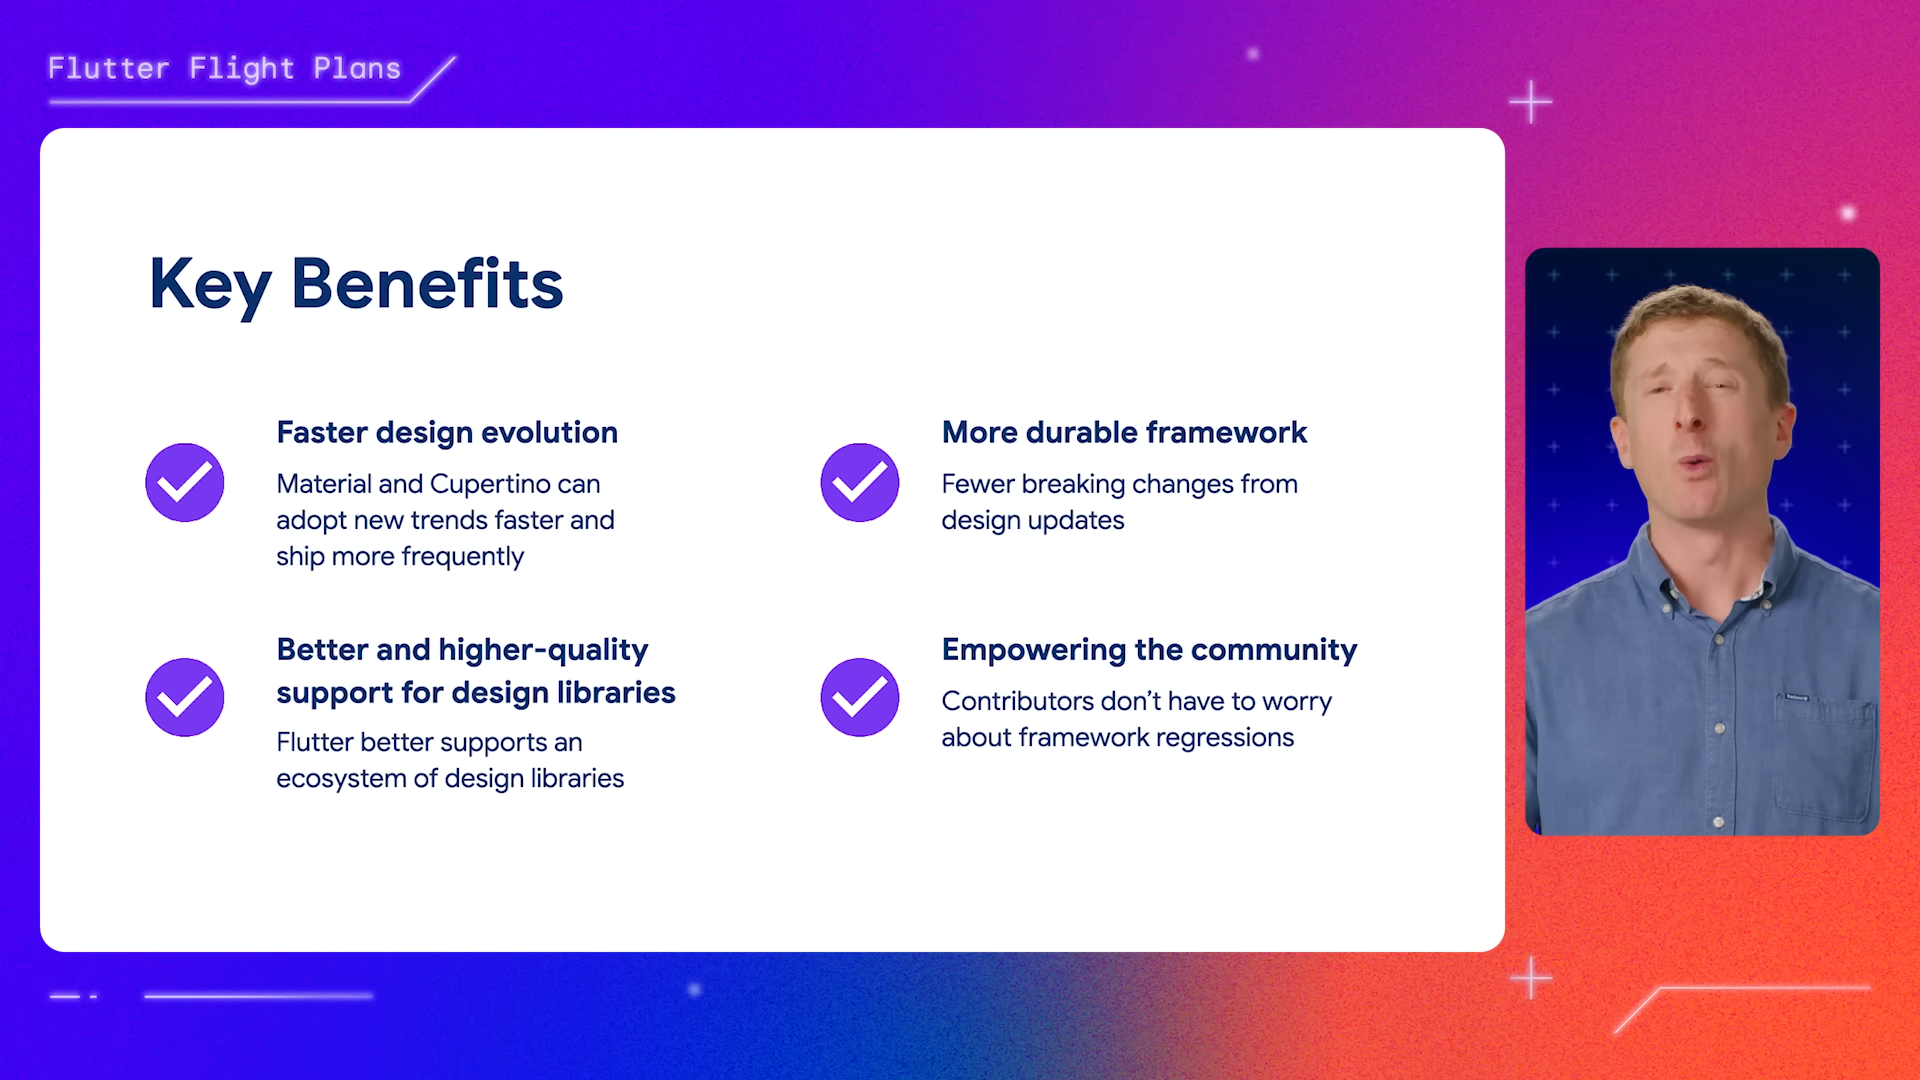 Flutter Flight Plans
Key Benefits
Faster design evolution
Material and Cupertino can
adopt new trends faster and
ship more frequently
More durable framework
Fewer breaking changes from
design updates
Better and higher-quality
support for design libraries
Flutter better supports an
ecosystem of design libraries
Empowering the community
Contributors don’t have to worry
about framework regressions